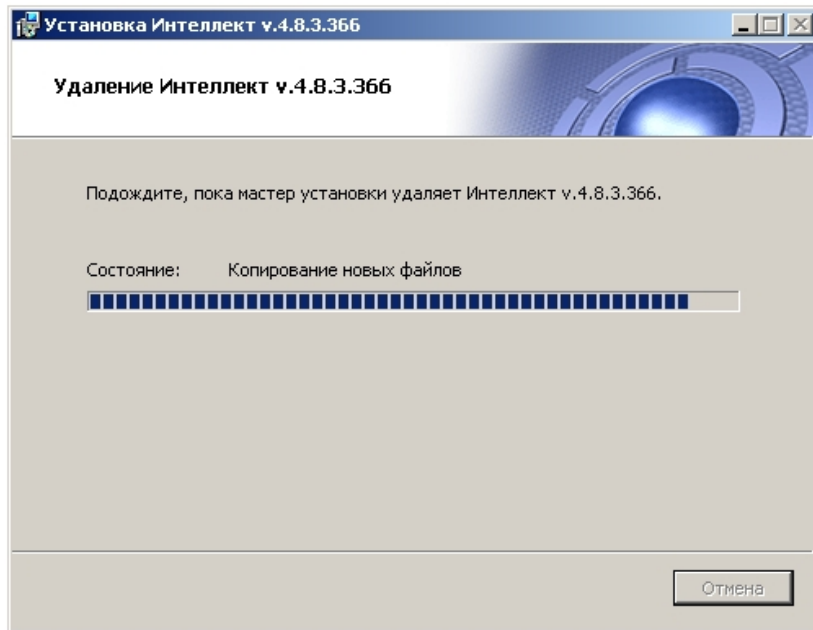 Установка Интеллект v.4.8.3.366
Удаление Интеллект v.4.8.3.366
Подождите, пока мастер установки удаляет Интеллект v.4.8.3.366.
Состояние: Копирование новых файлов
Отмена